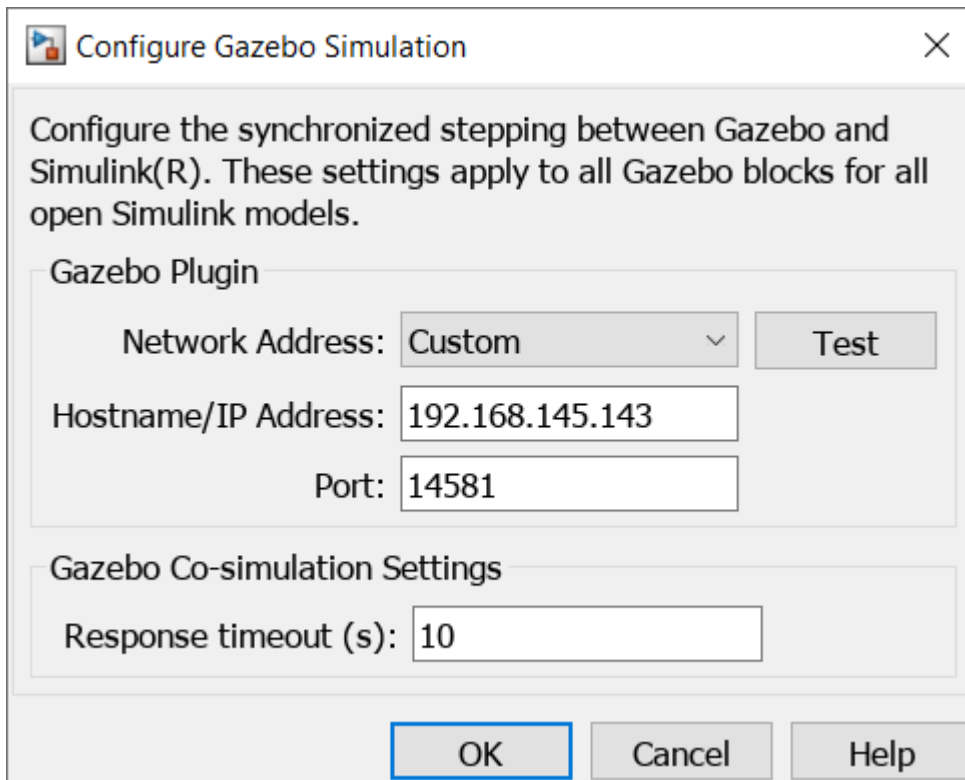 Configure Gazebo Simulation
Configure the synchronized stepping between Gazebo and
Simulink(R). These settings apply to all Gazebo blocks for all
open Simulink models.
Gazebo Plugin
Network Address: Custom Test
Hostname/IP Address: 192.168.145.143
Port: 14581
Gazebo Co-simulation Settings
Response timeout (s): 10
OK Cancel Help